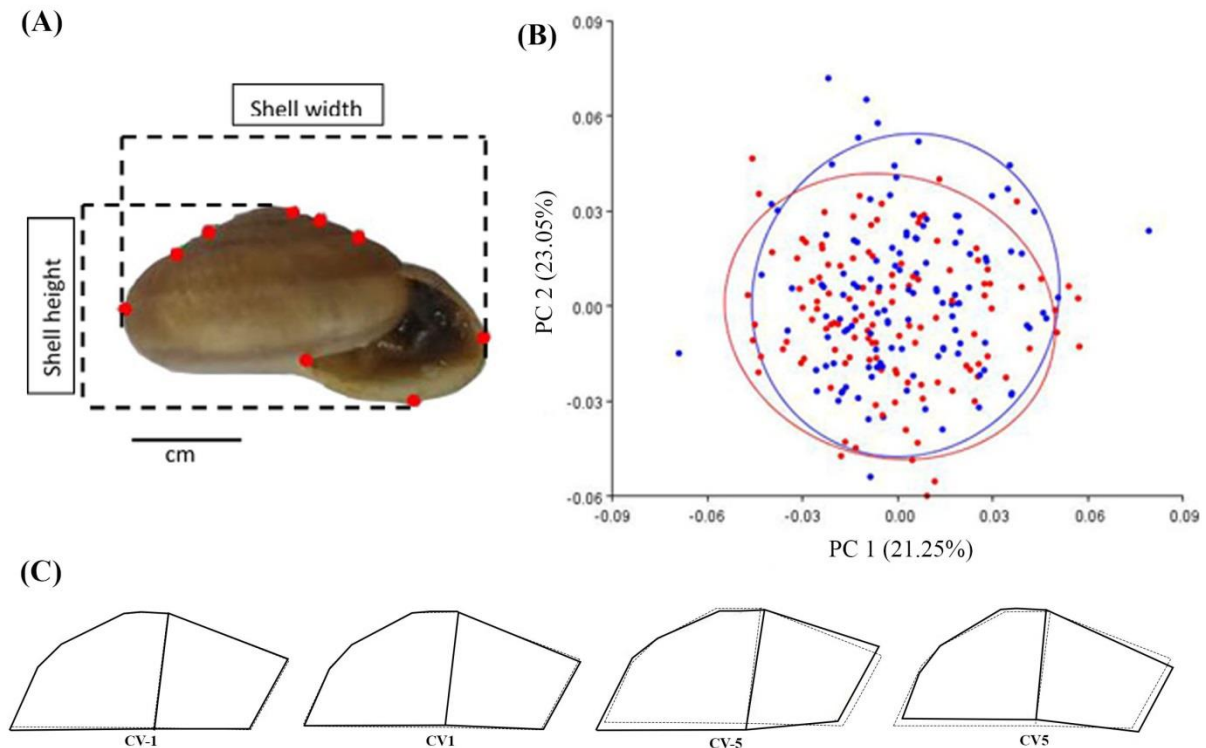 (A)
Shell width
Shell height
cm
(B)
0.09
0.06
0.03
0.00
-0.03
-0.06
PC 2 (23.05%)
-0.09
-0.06
-0.03
0.00
0.03
0.06
0.09
PC 1 (21.25%)
(C)
CV-1
CV1
CV-5
CV5